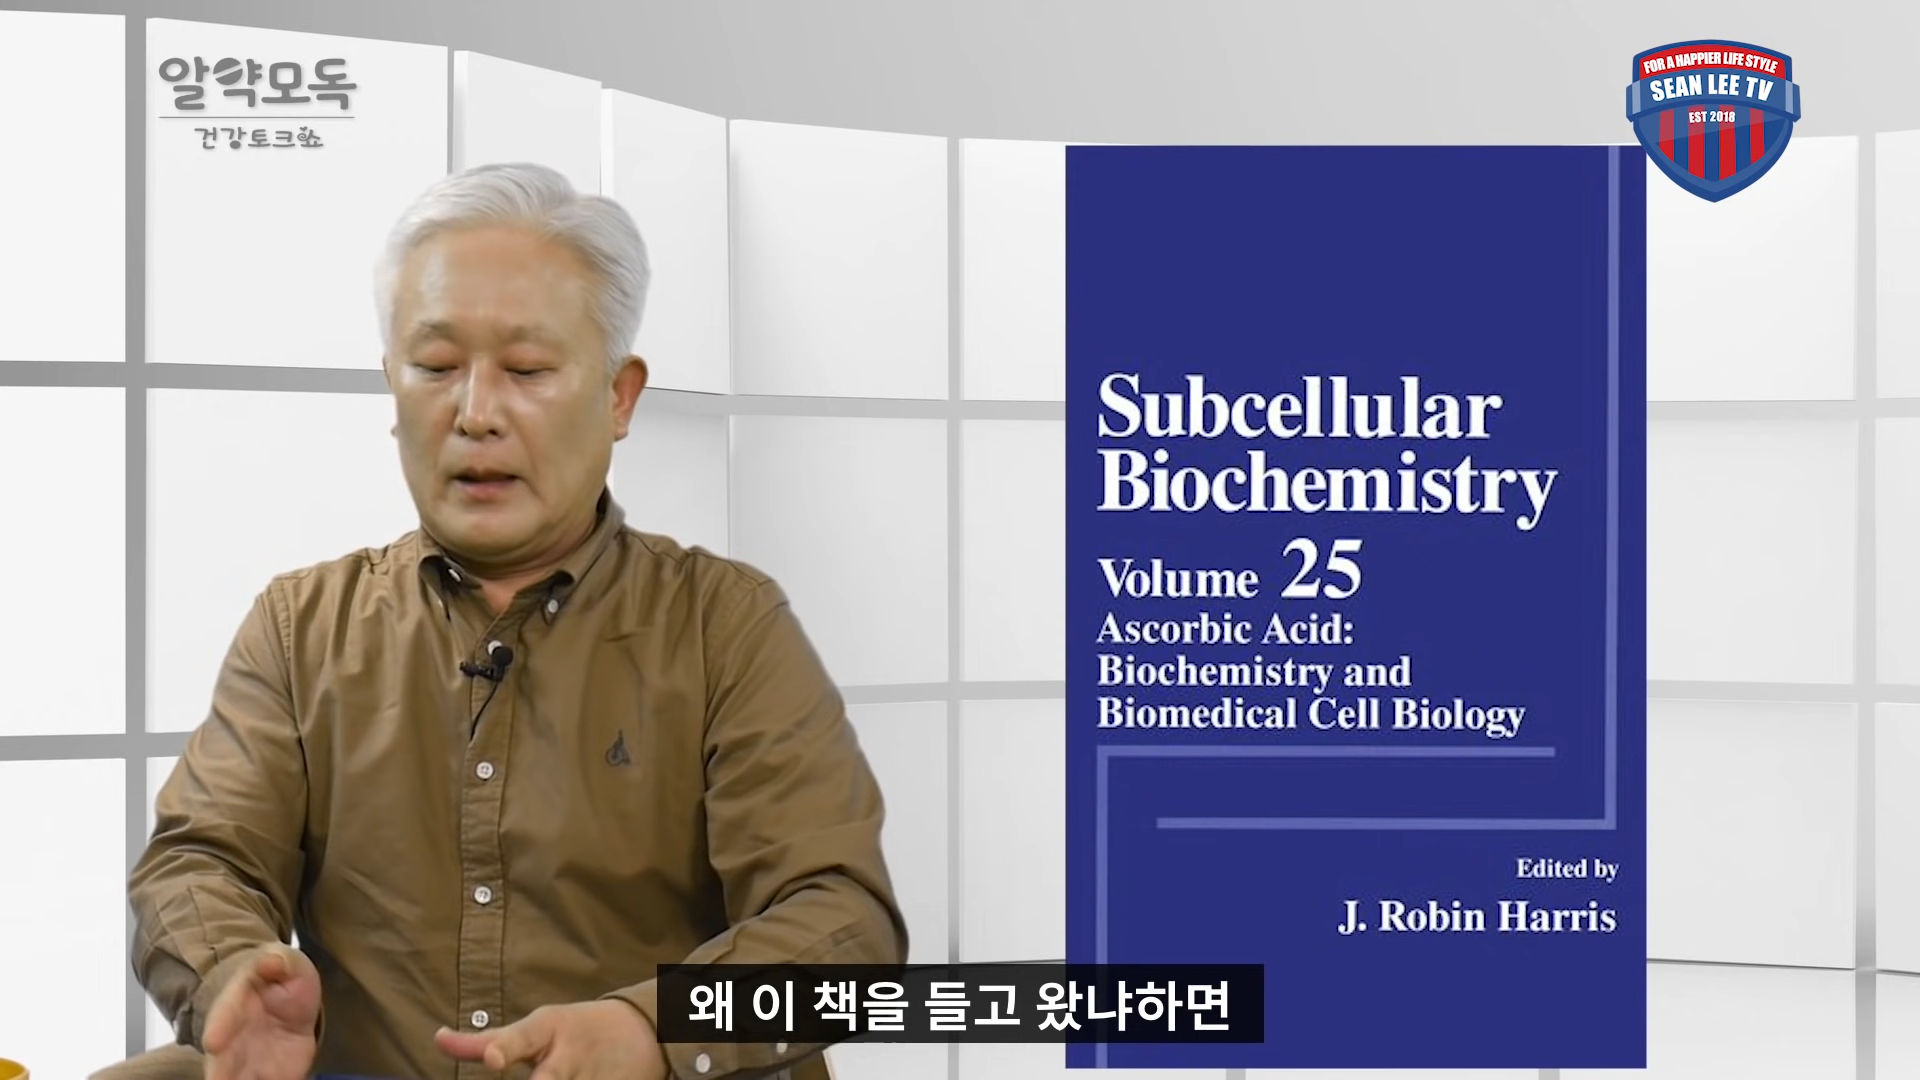 알약모독
건강토크쇼
FOR A HAPPIER LIFE STYLE
SEAN LEE TV
EST 2018
Subcellular
Biochemistry
Volume 25
Ascorbic Acid:
Biochemistry and
Biomedical Cell Biology
Edited by
J. Robin Harris
왜 이 책을 들고 왔냐하면